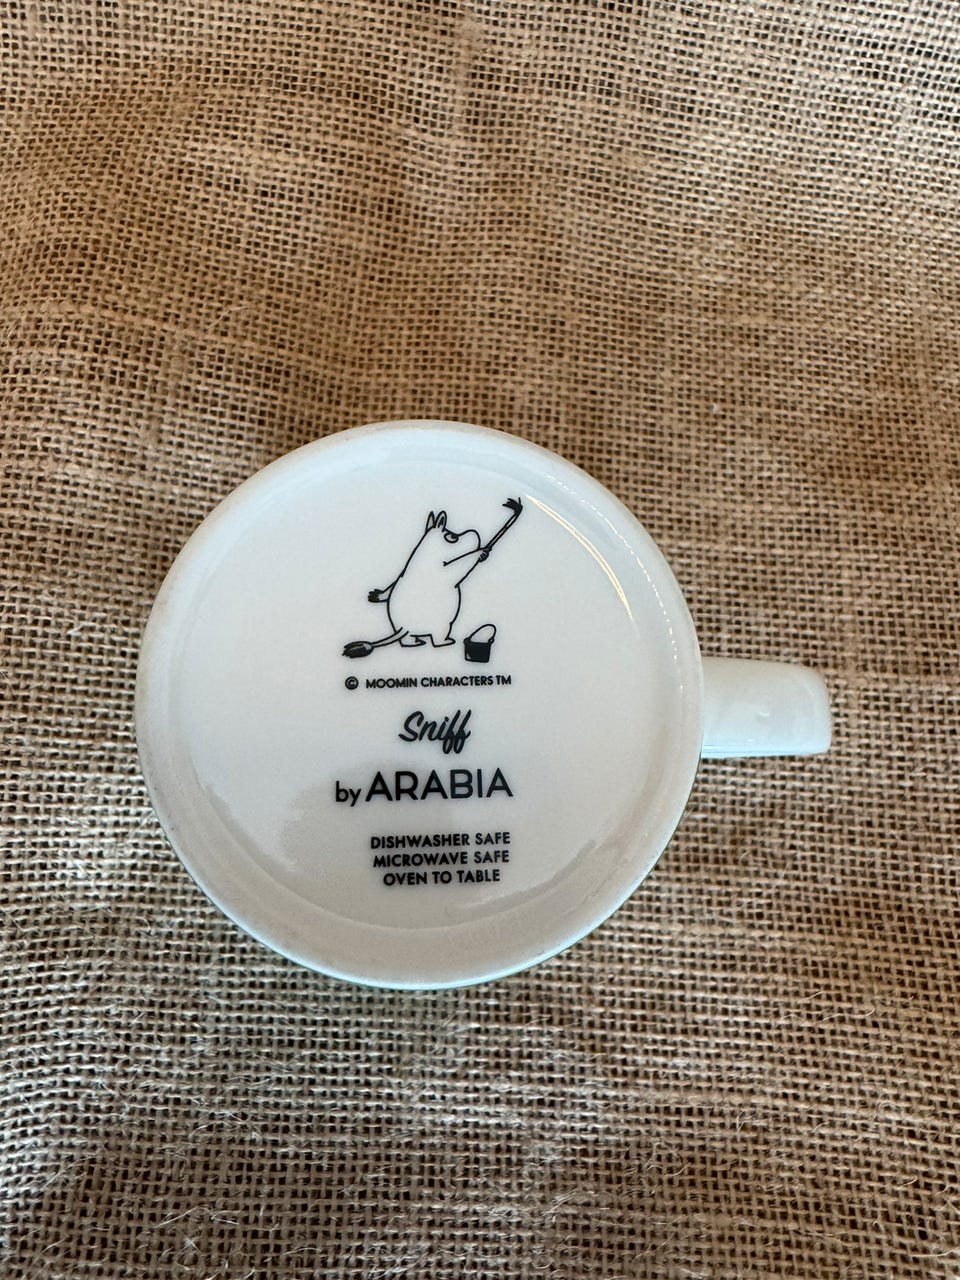 © MOOMIN CHARACTERS TM
Sniff
by ARABIA
DISHWASHER SAFE
MICROWAVE SAFE
OVEN TO TABLE